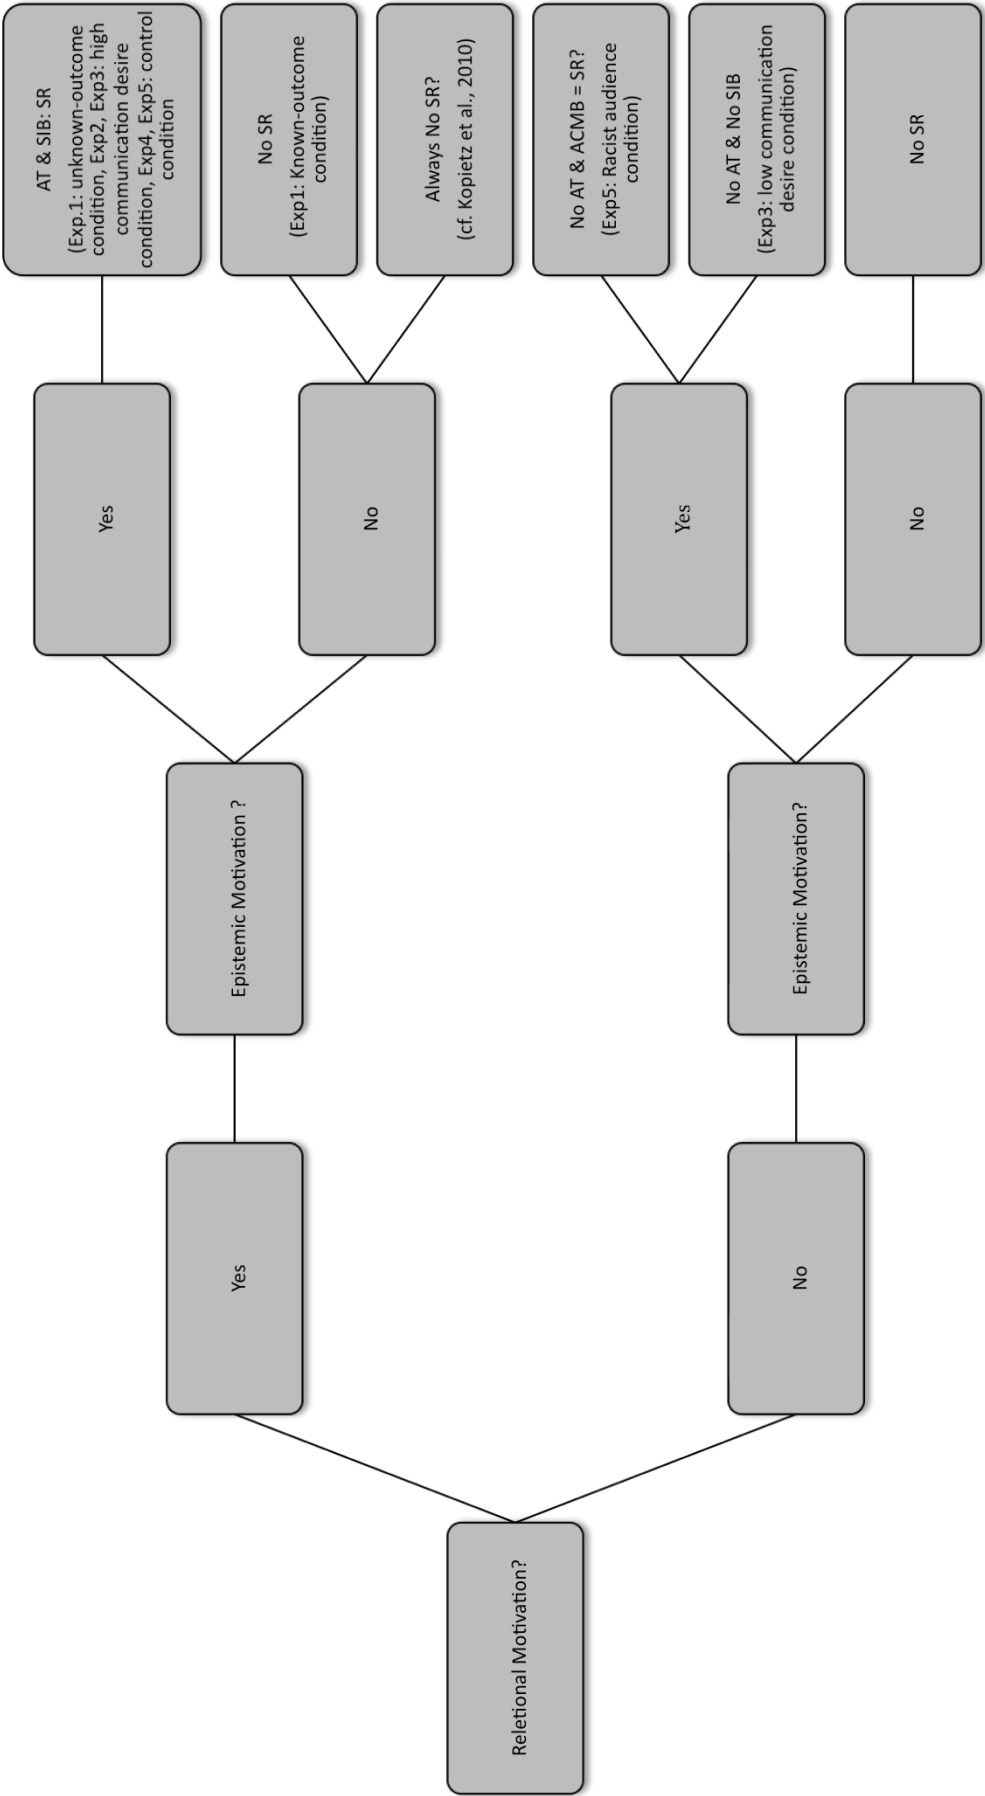 Reletional Motivation?
Yes
No
Epistemic Motivation ?
Epistemic Motivation?
Yes
No
Yes
No
AT & SIB: SR
(Exp.1: unknown-outcome
condition, Exp2, Exp3: high
communication desire
condition, Exp4, Exp5: control
condition
No SR
(Exp1: Known-outcome
condition)
Always No SR?
(cf. Kopietz et al., 2010)
No AT & ACMB = SR?
(Exp5: Racist audience
condition)
No AT & No SIB
(Exp3: low communication
desire condition)
No SR